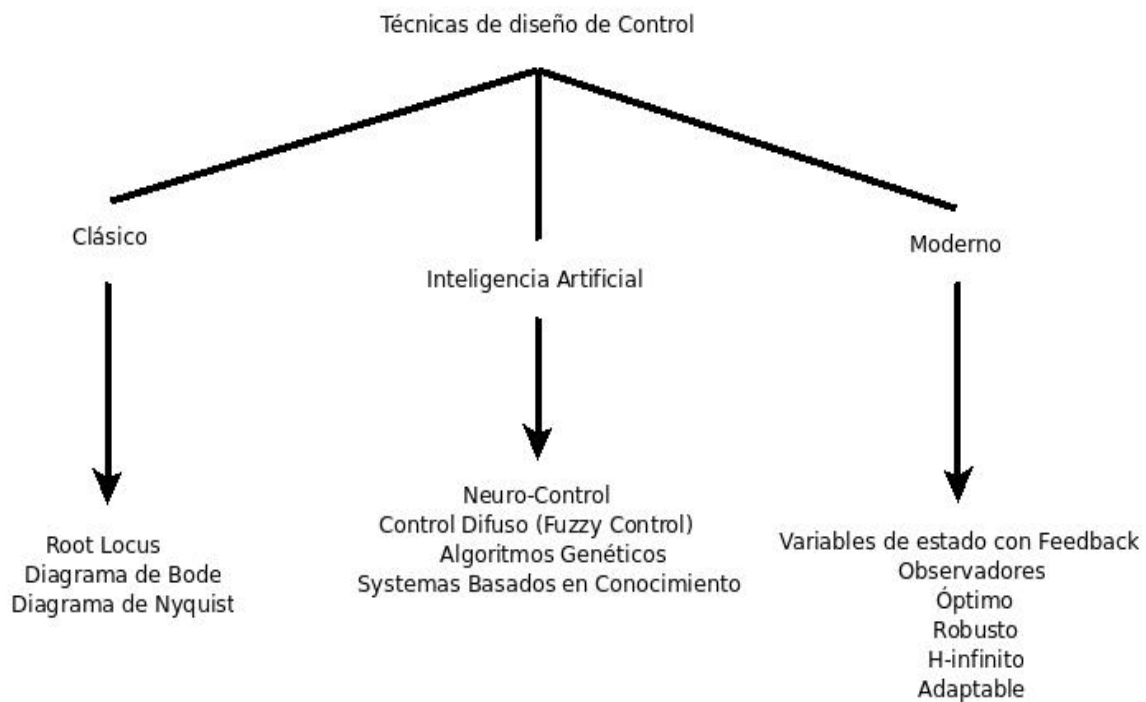 Técnicas de diseño de Control
Clásico
Inteligencia Artificial
Moderno
Root Locus
Diagrama de Bode
Diagrama de Nyquist
Neuro-Control
Control Difuso (Fuzzy Control)
Algoritmos Genéticos
Systemas Basados en Conocimiento
Variables de estado con Feedback
Observadores
Óptimo
Robusto
H-infinito
Adaptable